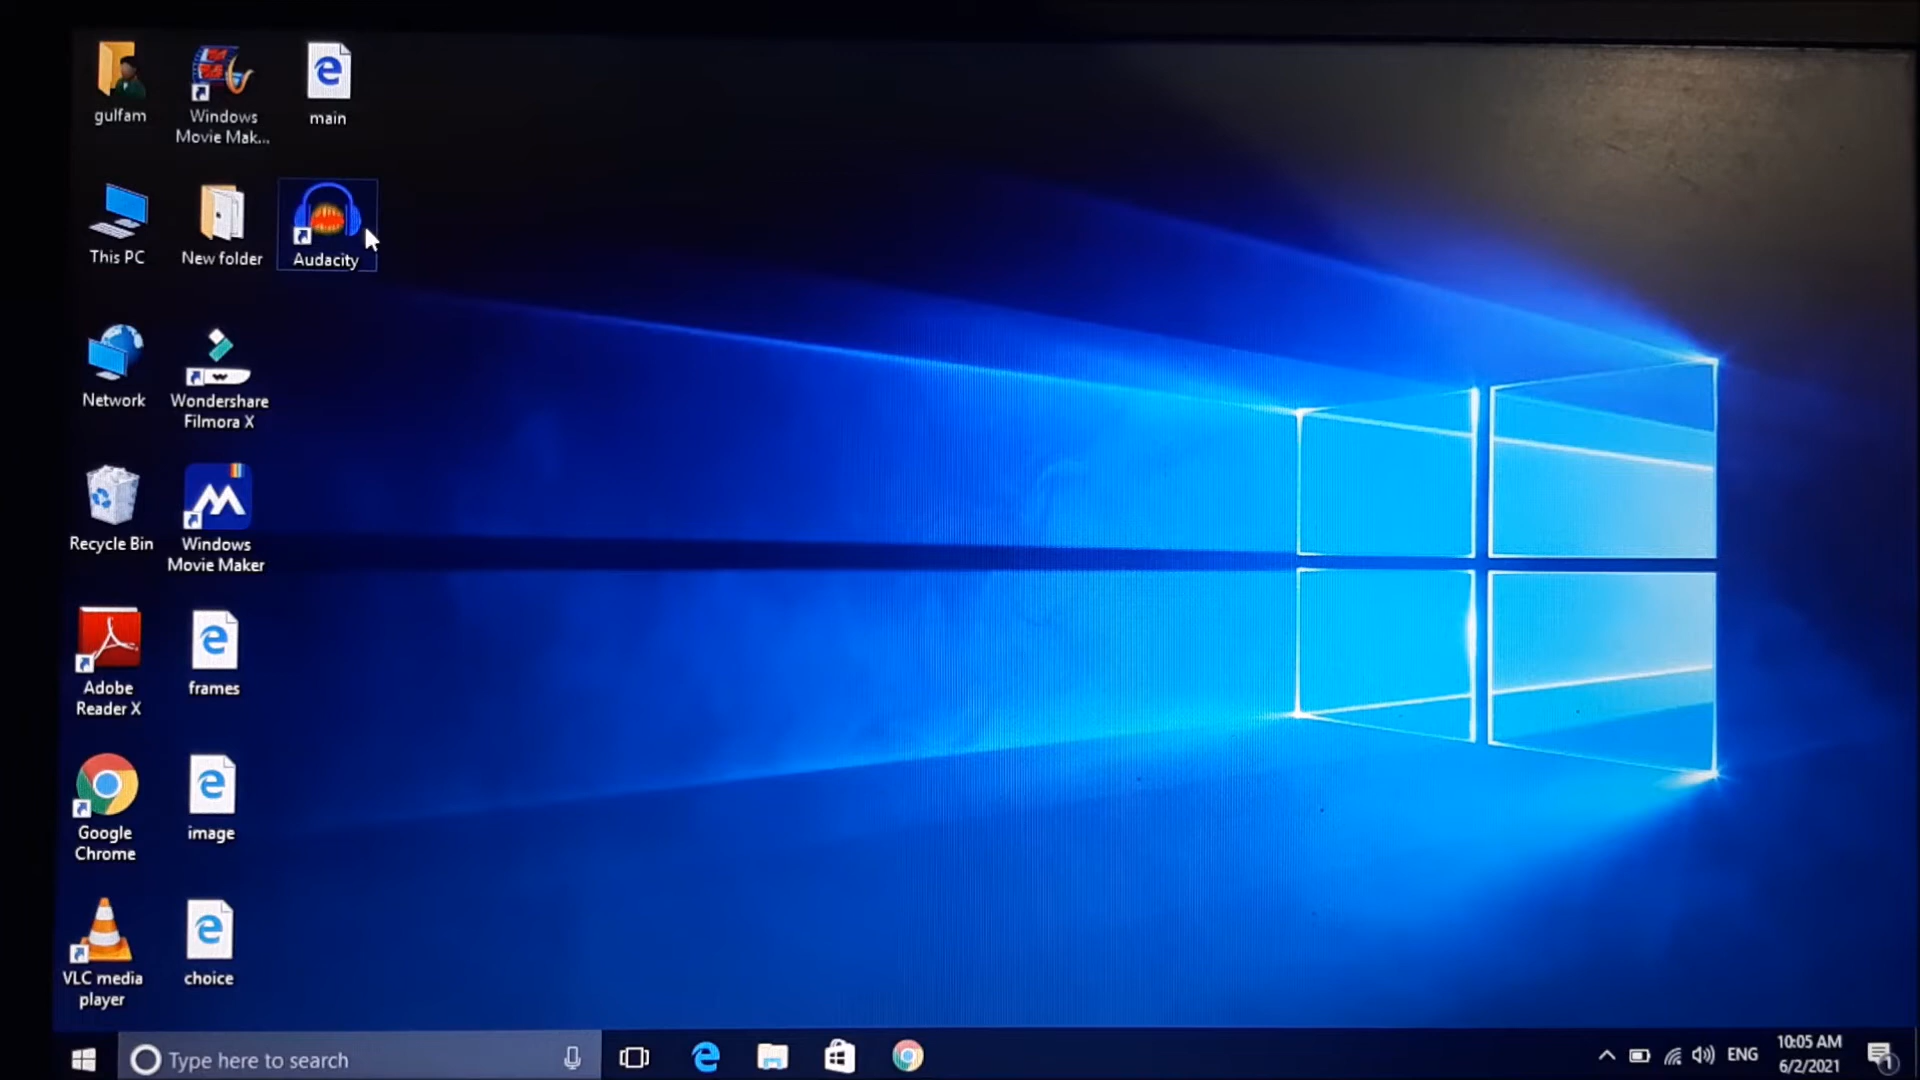 gulfam
Windows
Movie Mak...
main
This PC
New folder
Audacity
Network
Wondershare
Filmora X
Recycle Bin
Windows
Movie Maker
Adobe
Reader X
frames
Google
Chrome
image
VLC media
player
choice
Type here to search
ENG
10:05 AM
6/2/2021
1